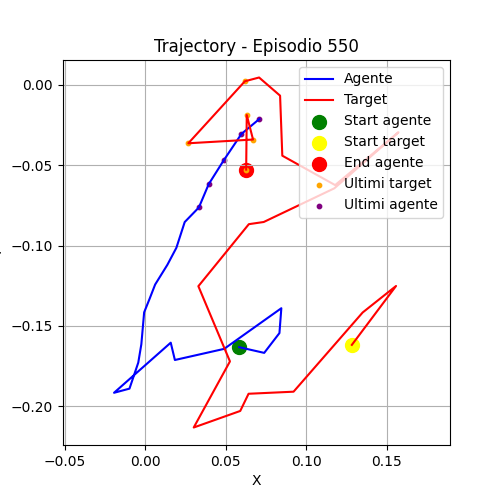 Trajectory - Episodio 550
Agente
Target
Start agente
Start target
End agente
Ultimi target
Ultimi agente
0.00
−0.05
−0.10
−0.15
−0.20
−0.05
0.00
0.05
0.10
0.15
X